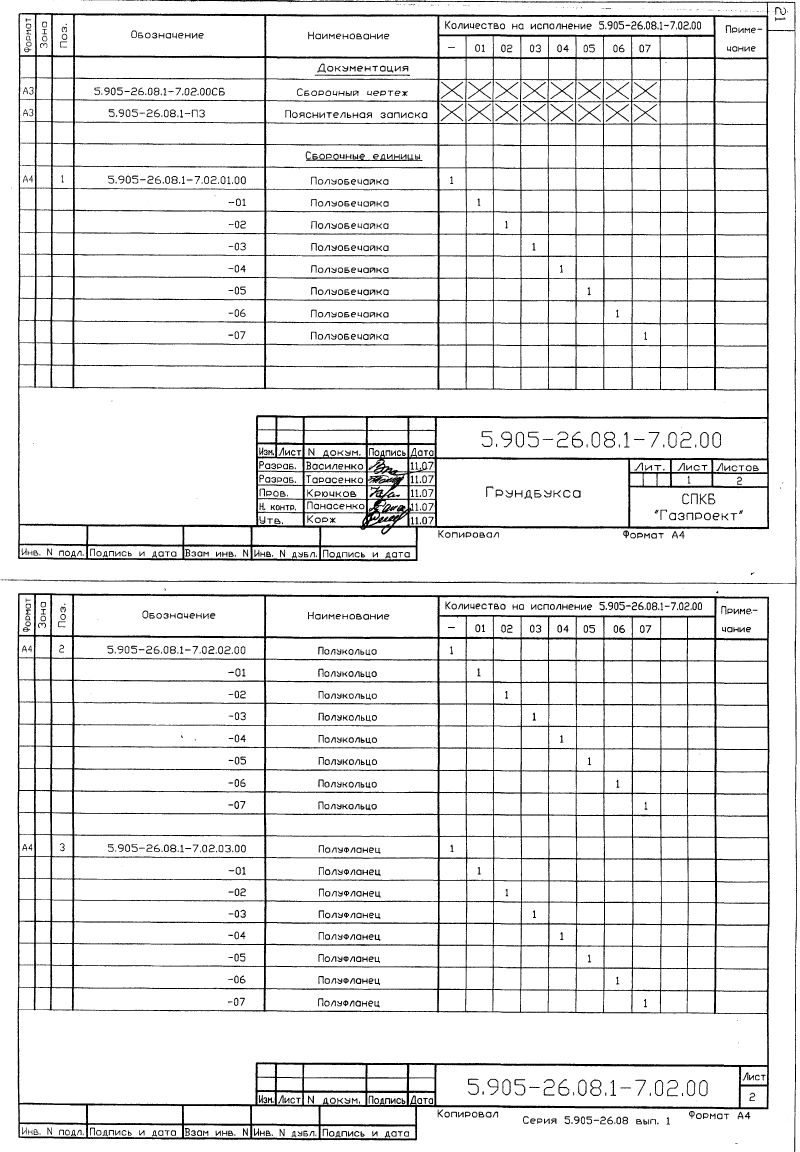 21
Формат Зона Поз. Обозначение Наименование Количество на исполнение 5.905-26.08.1-7.02.00 Приме-
чание
- 01 02 03 04 05 06 07
Документация
А3 5.905-26.08.1-7.02.00СБ Сборочный чертеж
А3 5.905-26.08.1-ПЗ Пояснительная записка
Сборочные единицы
А4 1 5.905-26.08.1-7.02.01.00 Полуобечайка 1
-01 Полуобечайка 1
-02 Полуобечайка 1
-03 Полуобечайка 1
-04 Полуобечайка 1
-05 Полуобечайка 1
-06 Полуобечайка 1
-07 Полуобечайка 1
5.905-26.08.1-7.02.00
Изм. Лист N докум. Подпись Дата
Разраб. Василенко 11.07
Разраб. Тарасенко 11.07
Пров. Крючков 11.07
Н. контр. Панасенко 11.07
Утв. Корж 11.07
Грундбукса
Лит. Лист Листов
1 2
СПКБ
"Газпроект"
Копировал Формат А4
Инв. N подл. Подпись и дата Взам инв. N Инв. N дубл. Подпись и дата
Формат Зона Поз. Обозначение Наименование Количество на исполнение 5.905-26.08.1-7.02.00 Приме-
чание
- 01 02 03 04 05 06 07
А4 2 5.905-26.08.1-7.02.02.00 Полукольцо 1
-01 Полукольцо 1
-02 Полукольцо 1
-03 Полукольцо 1
-04 Полукольцо 1
-05 Полукольцо 1
-06 Полукольцо 1
-07 Полукольцо 1
А4 3 5.905-26.08.1-7.02.03.00 Полуфланец 1
-01 Полуфланец 1
-02 Полуфланец 1
-03 Полуфланец 1
-04 Полуфланец 1
-05 Полуфланец 1
-06 Полуфланец 1
-07 Полуфланец 1
Изм. Лист N докум. Подпись Дата
5.905-26.08.1-7.02.00
Лист
2
Копировал Серия 5.905-26.08 вып. 1 Формат А4
Инв. N подл. Подпись и дата Взам инв. N Инв. N дубл. Подпись и дата